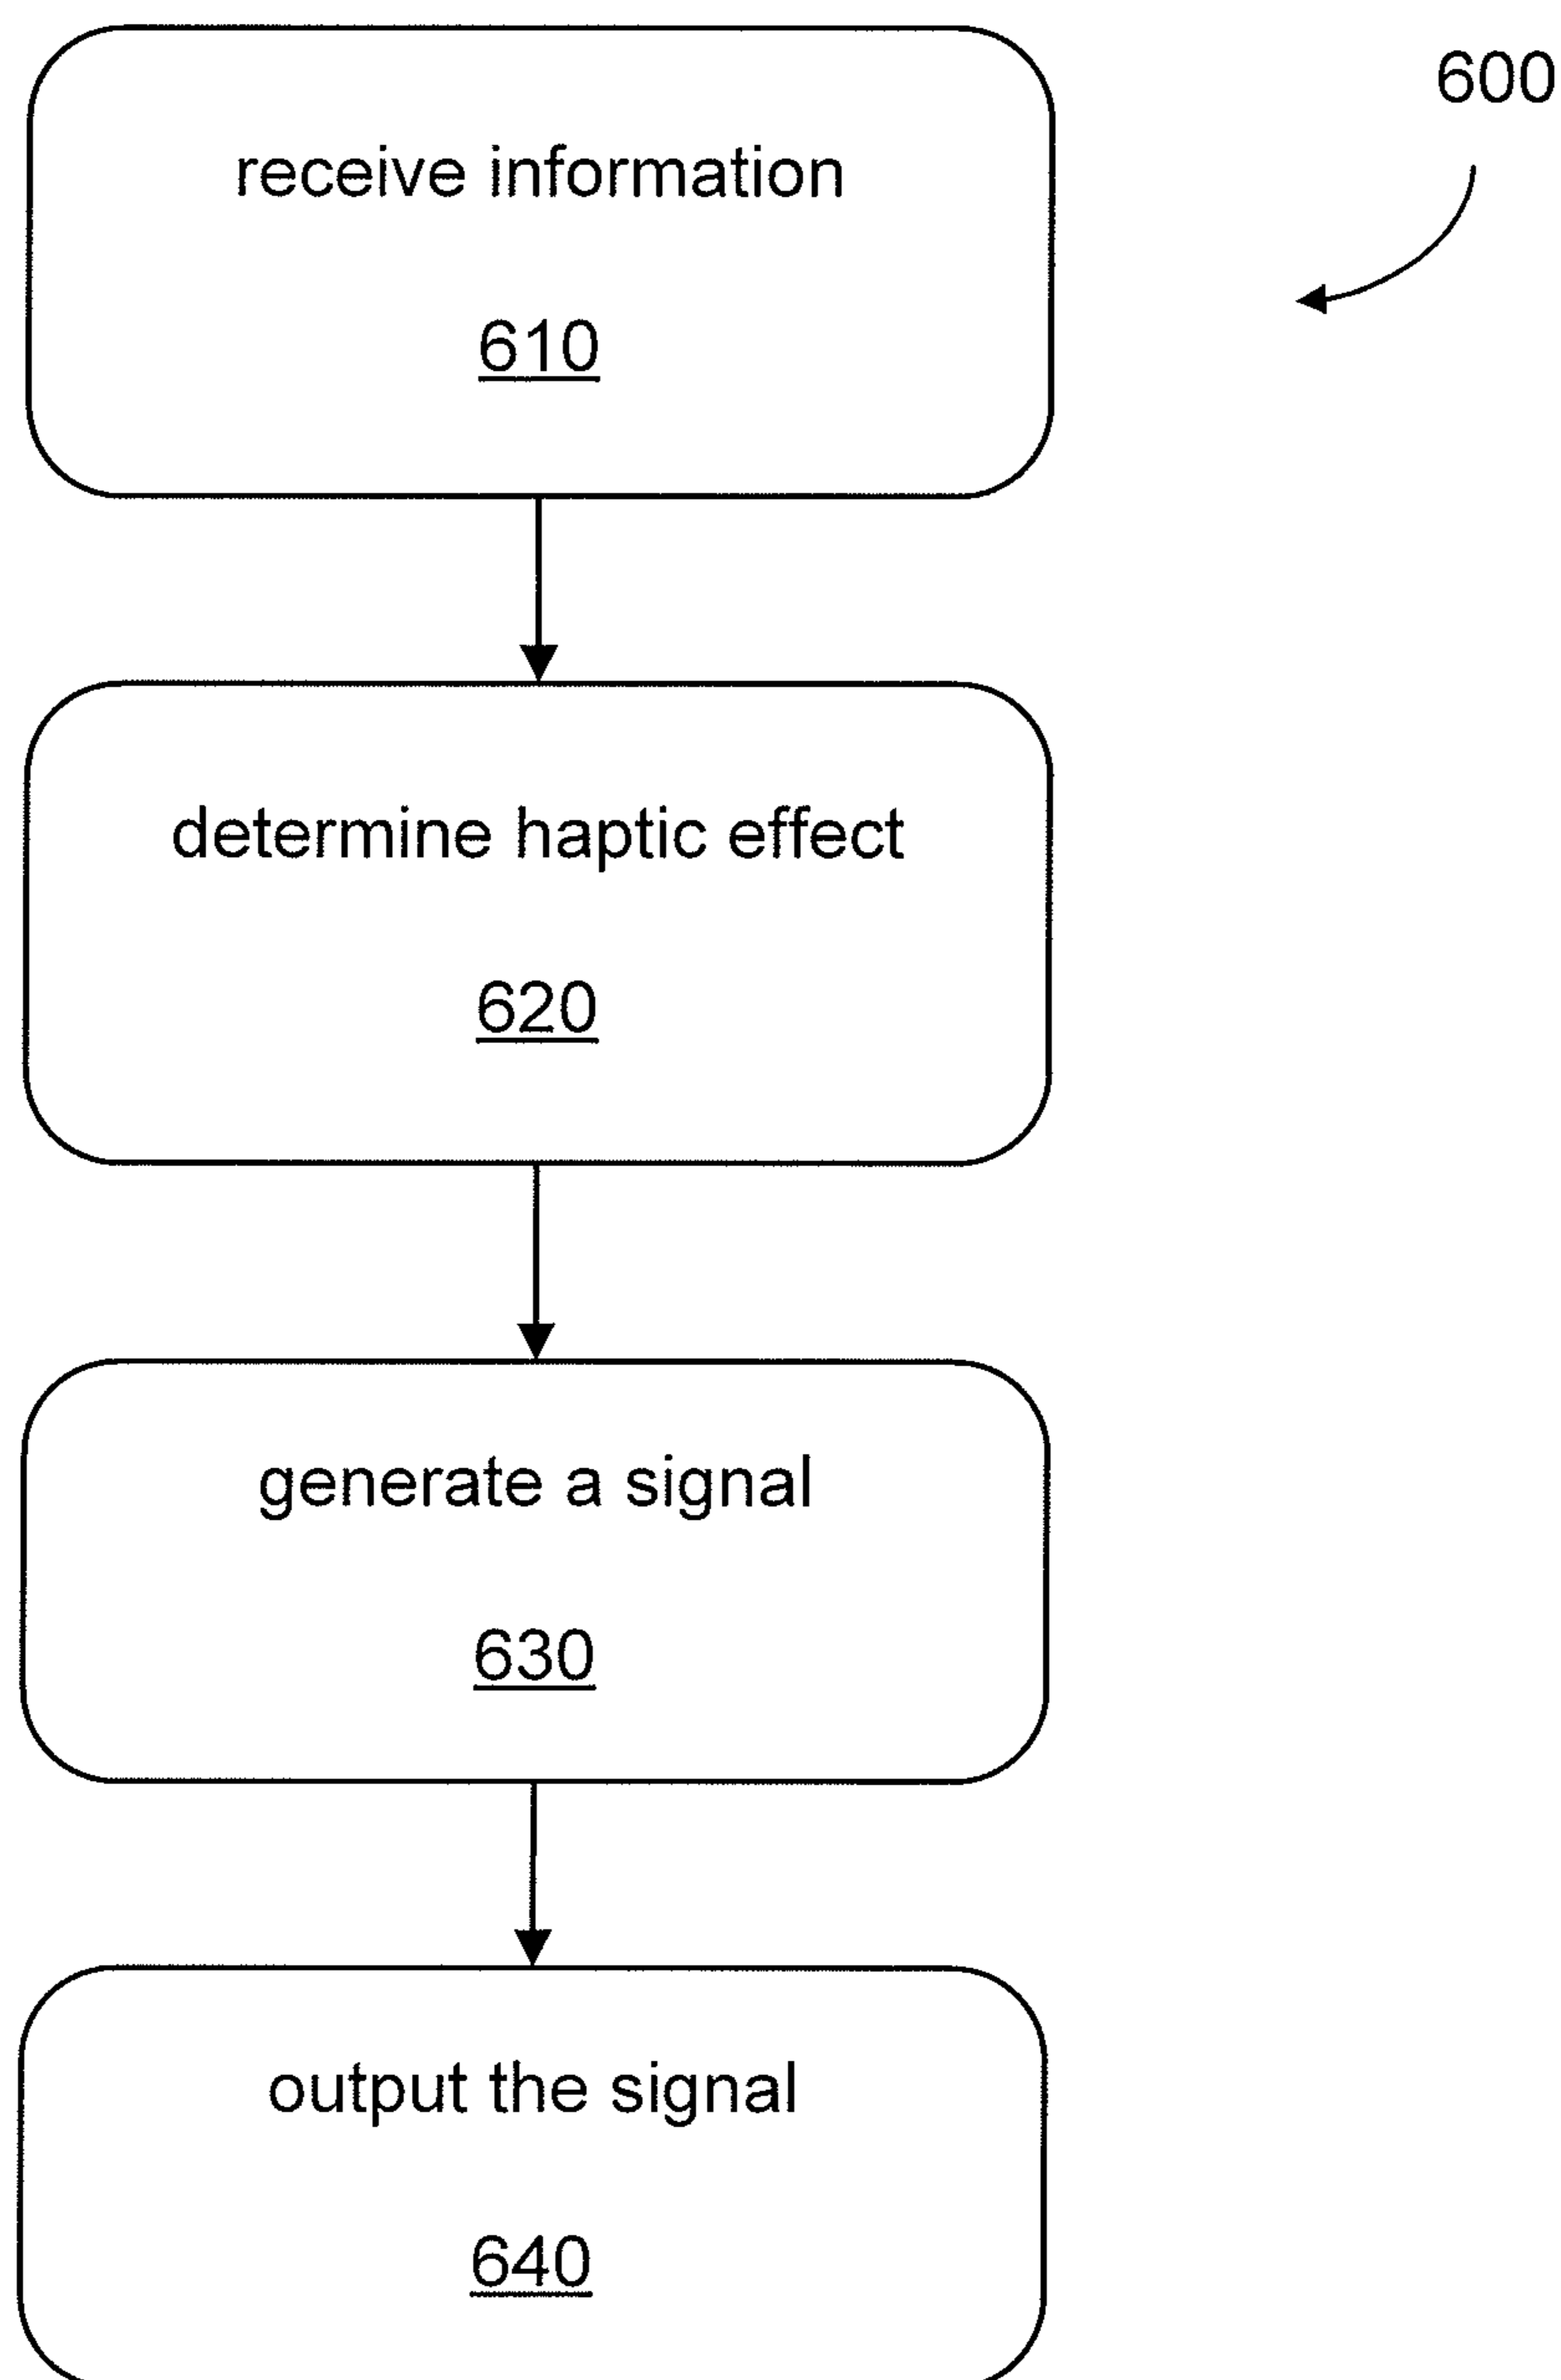 600
receive information
610
determine haptic effect
620
generate a signal
630
output the signal
640